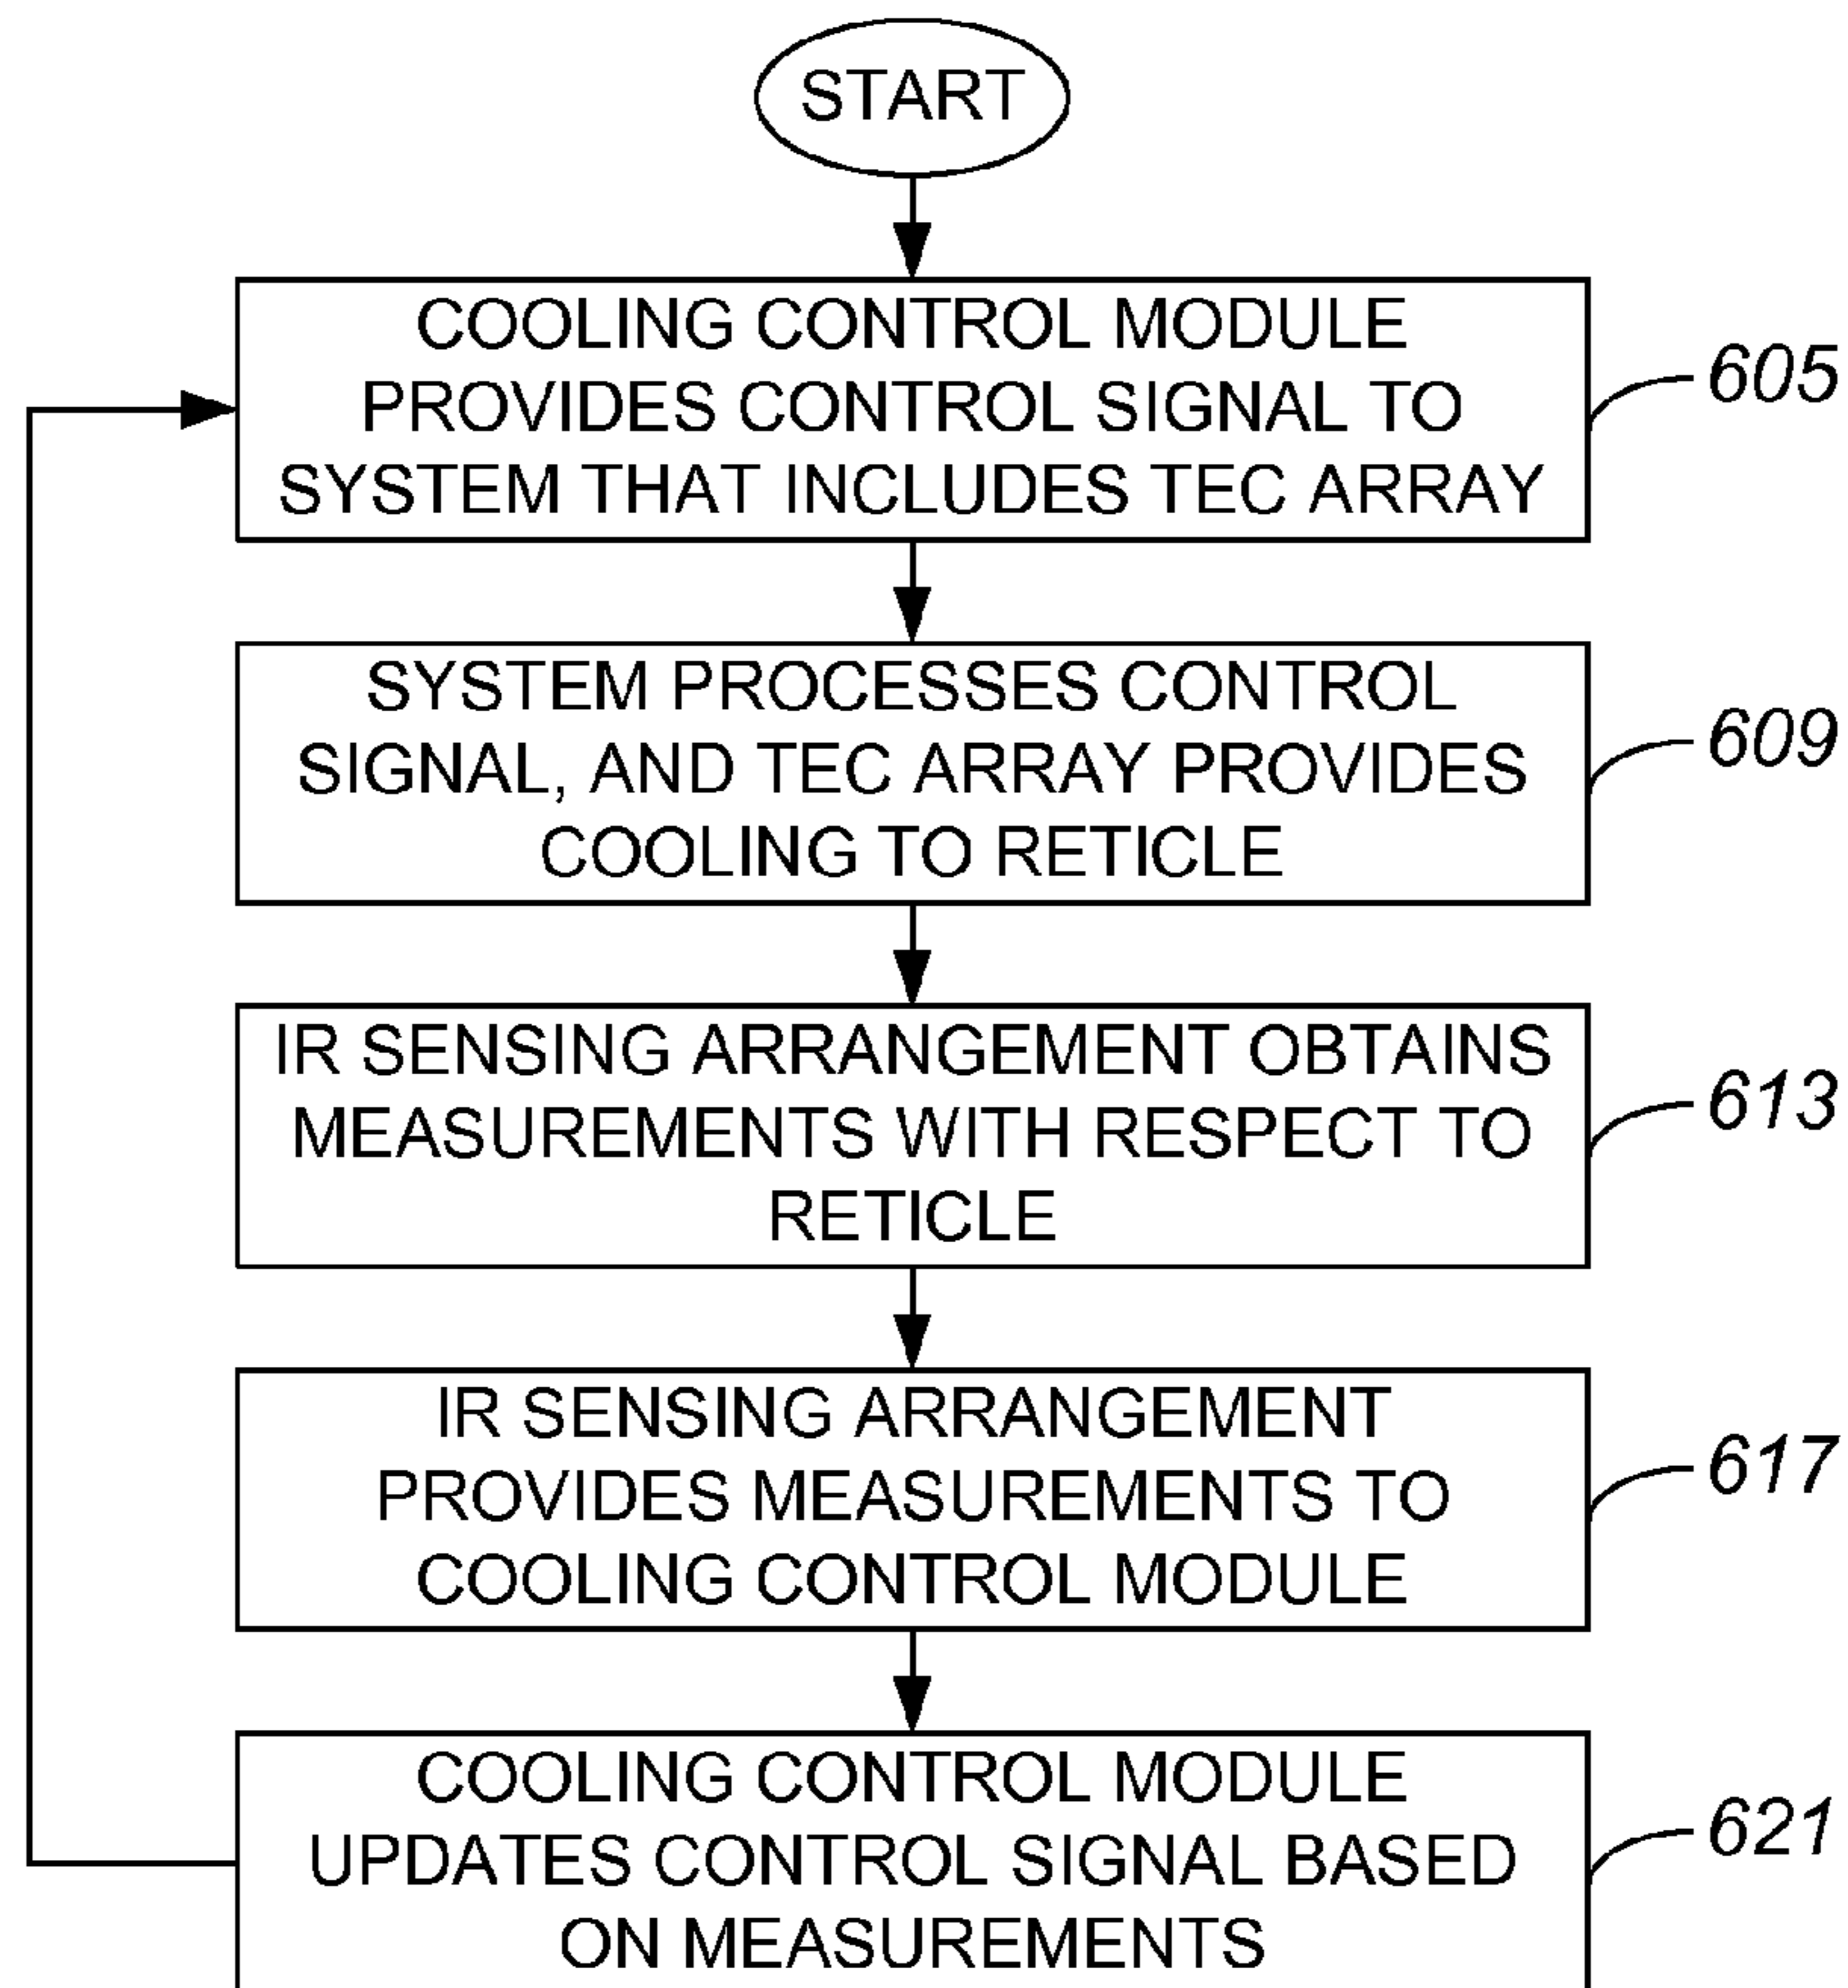 START
COOLING CONTROL MODULE
PROVIDES CONTROL SIGNAL TO
SYSTEM THAT INCLUDES TEC ARRAY
605
SYSTEM PROCESSES CONTROL
SIGNAL, AND TEC ARRAY PROVIDES
COOLING TO RETICLE
609
IR SENSING ARRANGEMENT OBTAINS
MEASUREMENTS WITH RESPECT TO
RETICLE
613
IR SENSING ARRANGEMENT
PROVIDES MEASUREMENTS TO
COOLING CONTROL MODULE
617
COOLING CONTROL MODULE
UPDATES CONTROL SIGNAL BASED
ON MEASUREMENTS
621